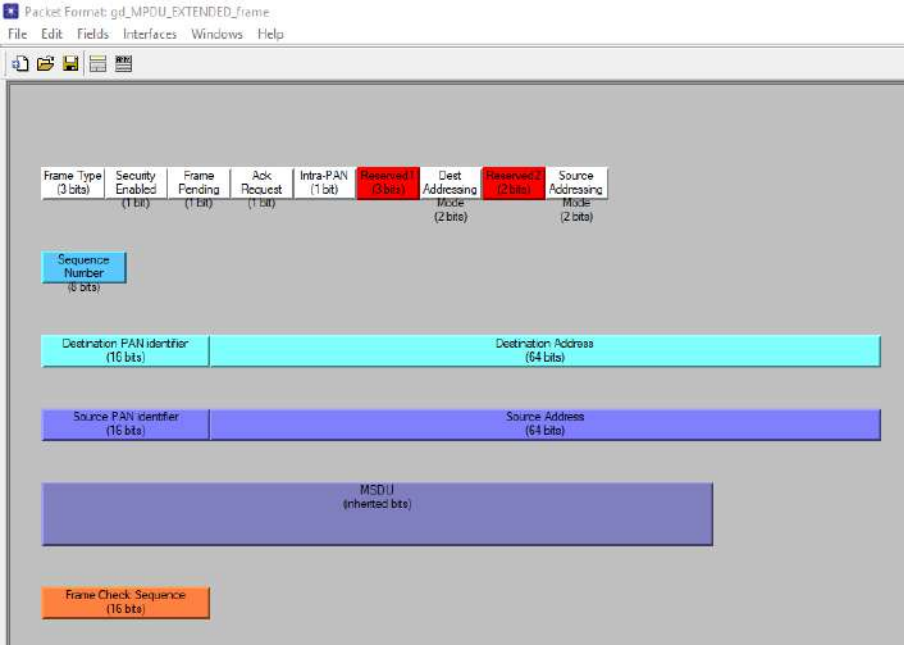 Packet Format: gd_MPDU_EXTENDED_frame
File Edit Fields Interfaces Windows Help
Frame Type
(3 bits)
Security
Enabled
(1 bit)
Frame
Pending
(1 bit)
Ack
Request
(1 bit)
Intra-PAN
(1 bit)
Reserved1
(3 bits)
Dest
Addressing
Mode
(2 bits)
Reserved2
(2 bits)
Source
Addressing
Mode
(2 bits)
Sequence
Number
(8 bits)
Destination PAN identifier
(16 bits)
Destination Address
(64 bits)
Source PAN identifier
(16 bits)
Source Address
(64 bits)
MSDU
(inherited bits)
Frame Check Sequence
(16 bits)